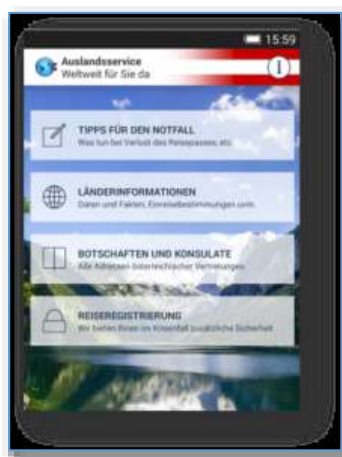 15:59
Auslandsservice
Weltweit für Sie da
TIPPS FÜR DEN NOTFALL
Was tun bei Verlust des Reisepasses, etc.
LÄNDERINFORMATIONEN
Daten und Fakten, Einreisebestimmungen usw.
BOTSCHAFTEN UND KONSULATE
Alle Adressen österreichischer Vertretungen
REISEREGISTRIERUNG
Wir bieten Ihnen im Krisenfall zusätzliche Sicherheit